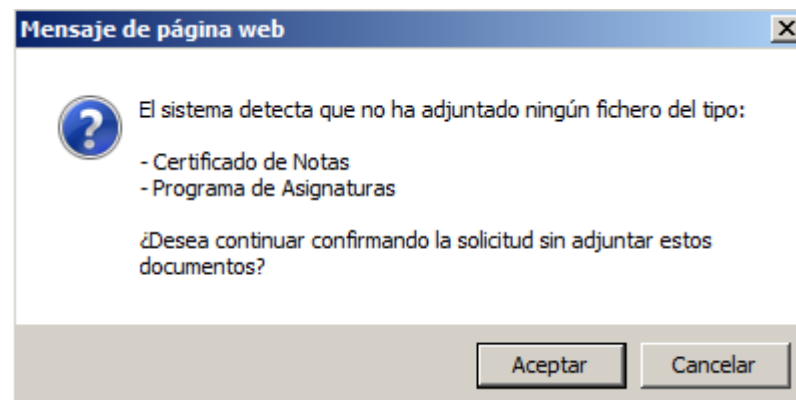 Mensaje de página web
El sistema detecta que no ha adjuntado ningún fichero del tipo:
- Certificado de Notas
- Programa de Asignaturas
¿Desea continuar confirmando la solicitud sin adjuntar estos
documentos?
Aceptar
Cancelar